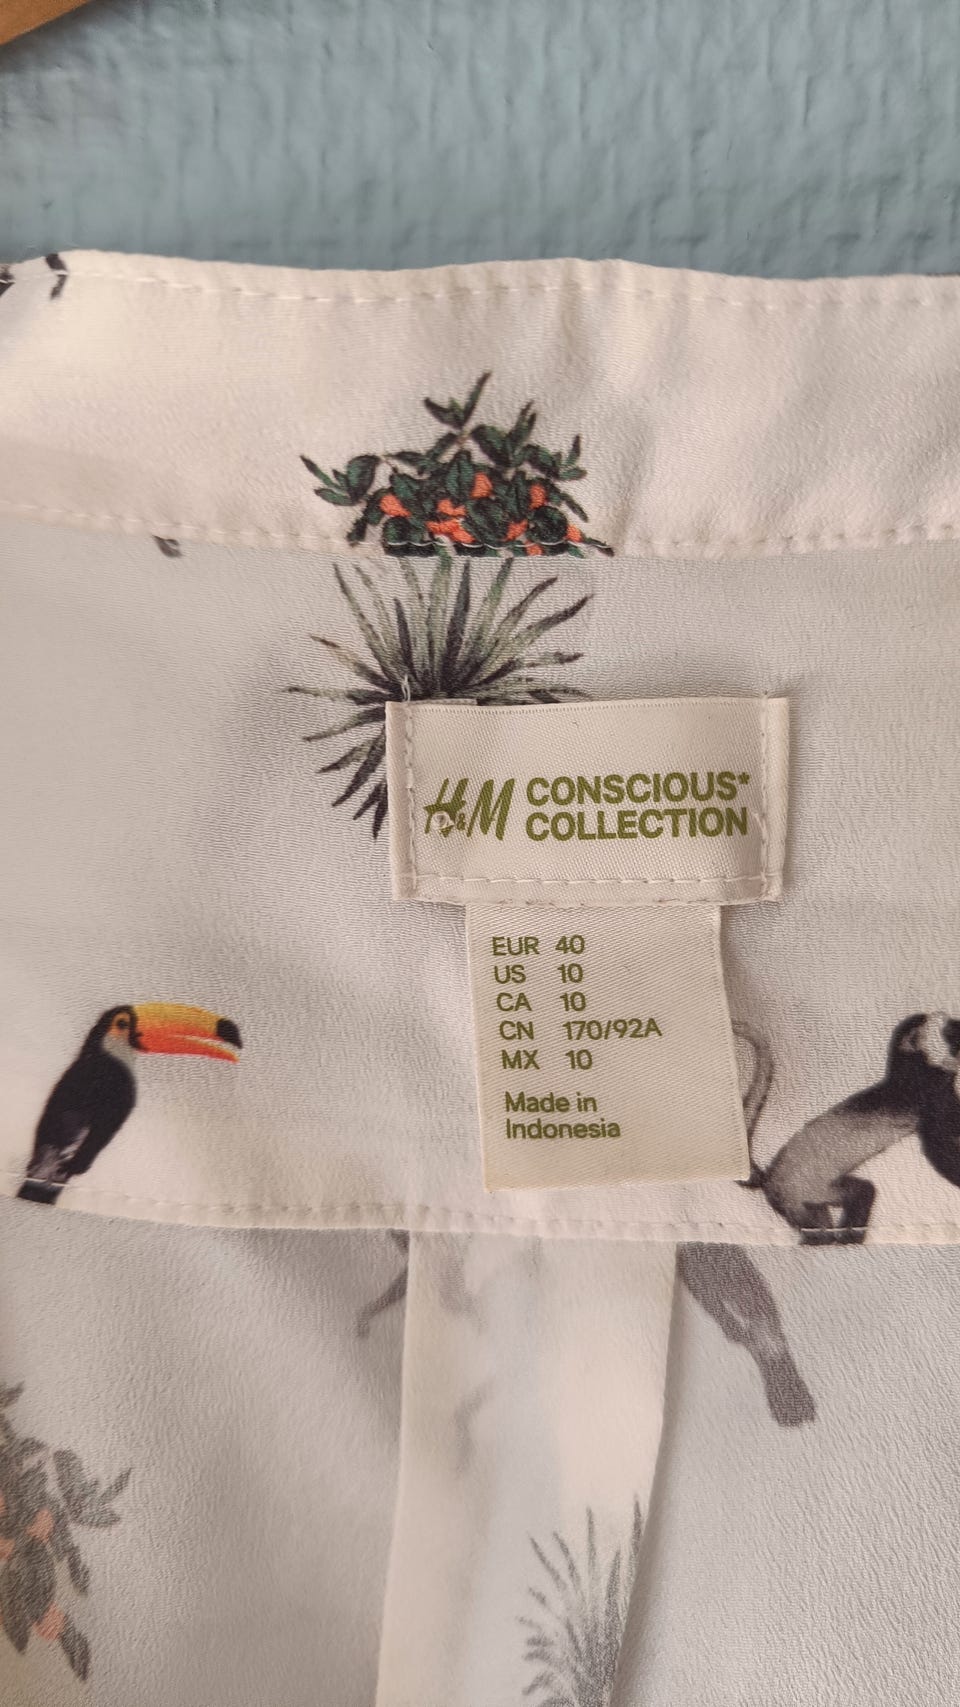 H&M CONSCIOUS*
COLLECTION
EUR 40
US 10
CA 10
CN 170/92A
MX 10
Made in
Indonesia